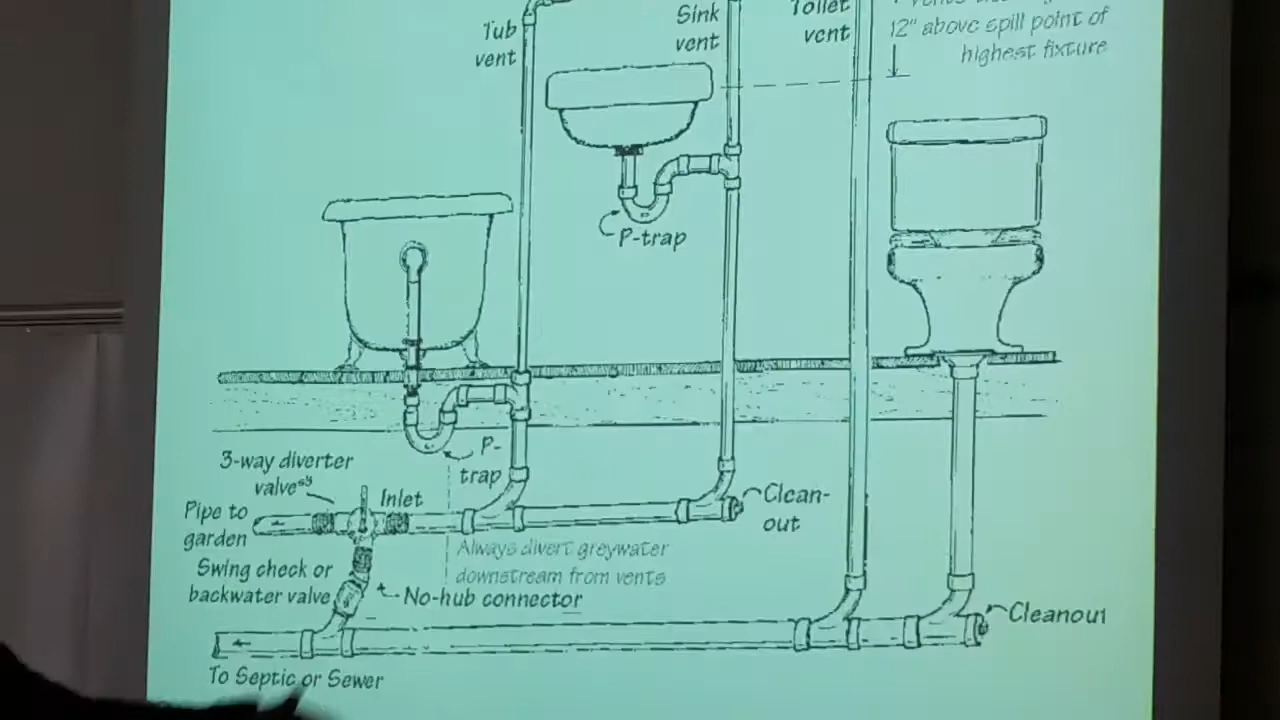 Tub
vent
Sink
vent
Toilet
vent
12" above spill point of
highest fixture
P-trap
P-
trap
3-way diverter
valve
Inlet
Pipe to
garden
Clean-
out
Always divert greywater
downstream from vents
Swing check or
backwater valve
No-hub connector
Cleanout
To Septic or Sewer